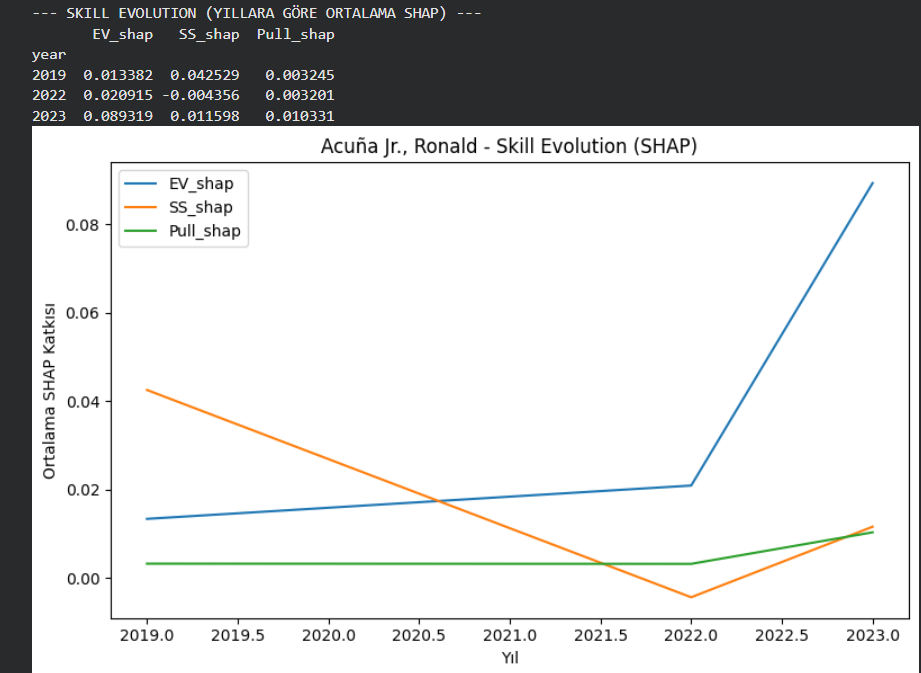 --- SKILL EVOLUTION (YILLARA GÖRE ORTALAMA SHAP) ---
EV_shap SS_shap Pull_shap
year
2019 0.013382 0.042529 0.003245
2022 0.020915 -0.004356 0.003201
2023 0.089319 0.011598 0.010331
Acuña Jr., Ronald - Skill Evolution (SHAP)
EV_shap
SS_shap
Pull_shap
Ortalama SHAP Katkısı
0.08
0.06
0.04
0.02
0.00
2019.0 2019.5 2020.0 2020.5 2021.0 2021.5 2022.0 2022.5 2023.0
Yıl